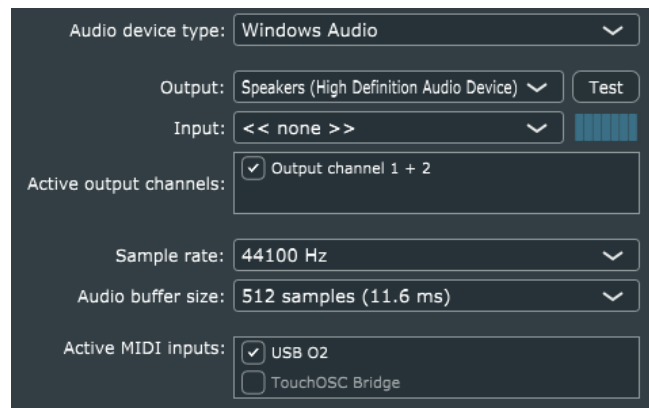 Audio device type: Windows Audio
Output: Speakers (High Definition Audio Device) Test
Input: << none >>
Active output channels: Output channel 1 + 2
Sample rate: 44100 Hz
Audio buffer size: 512 samples (11.6 ms)
Active MIDI inputs: USB O2
TouchOSC Bridge